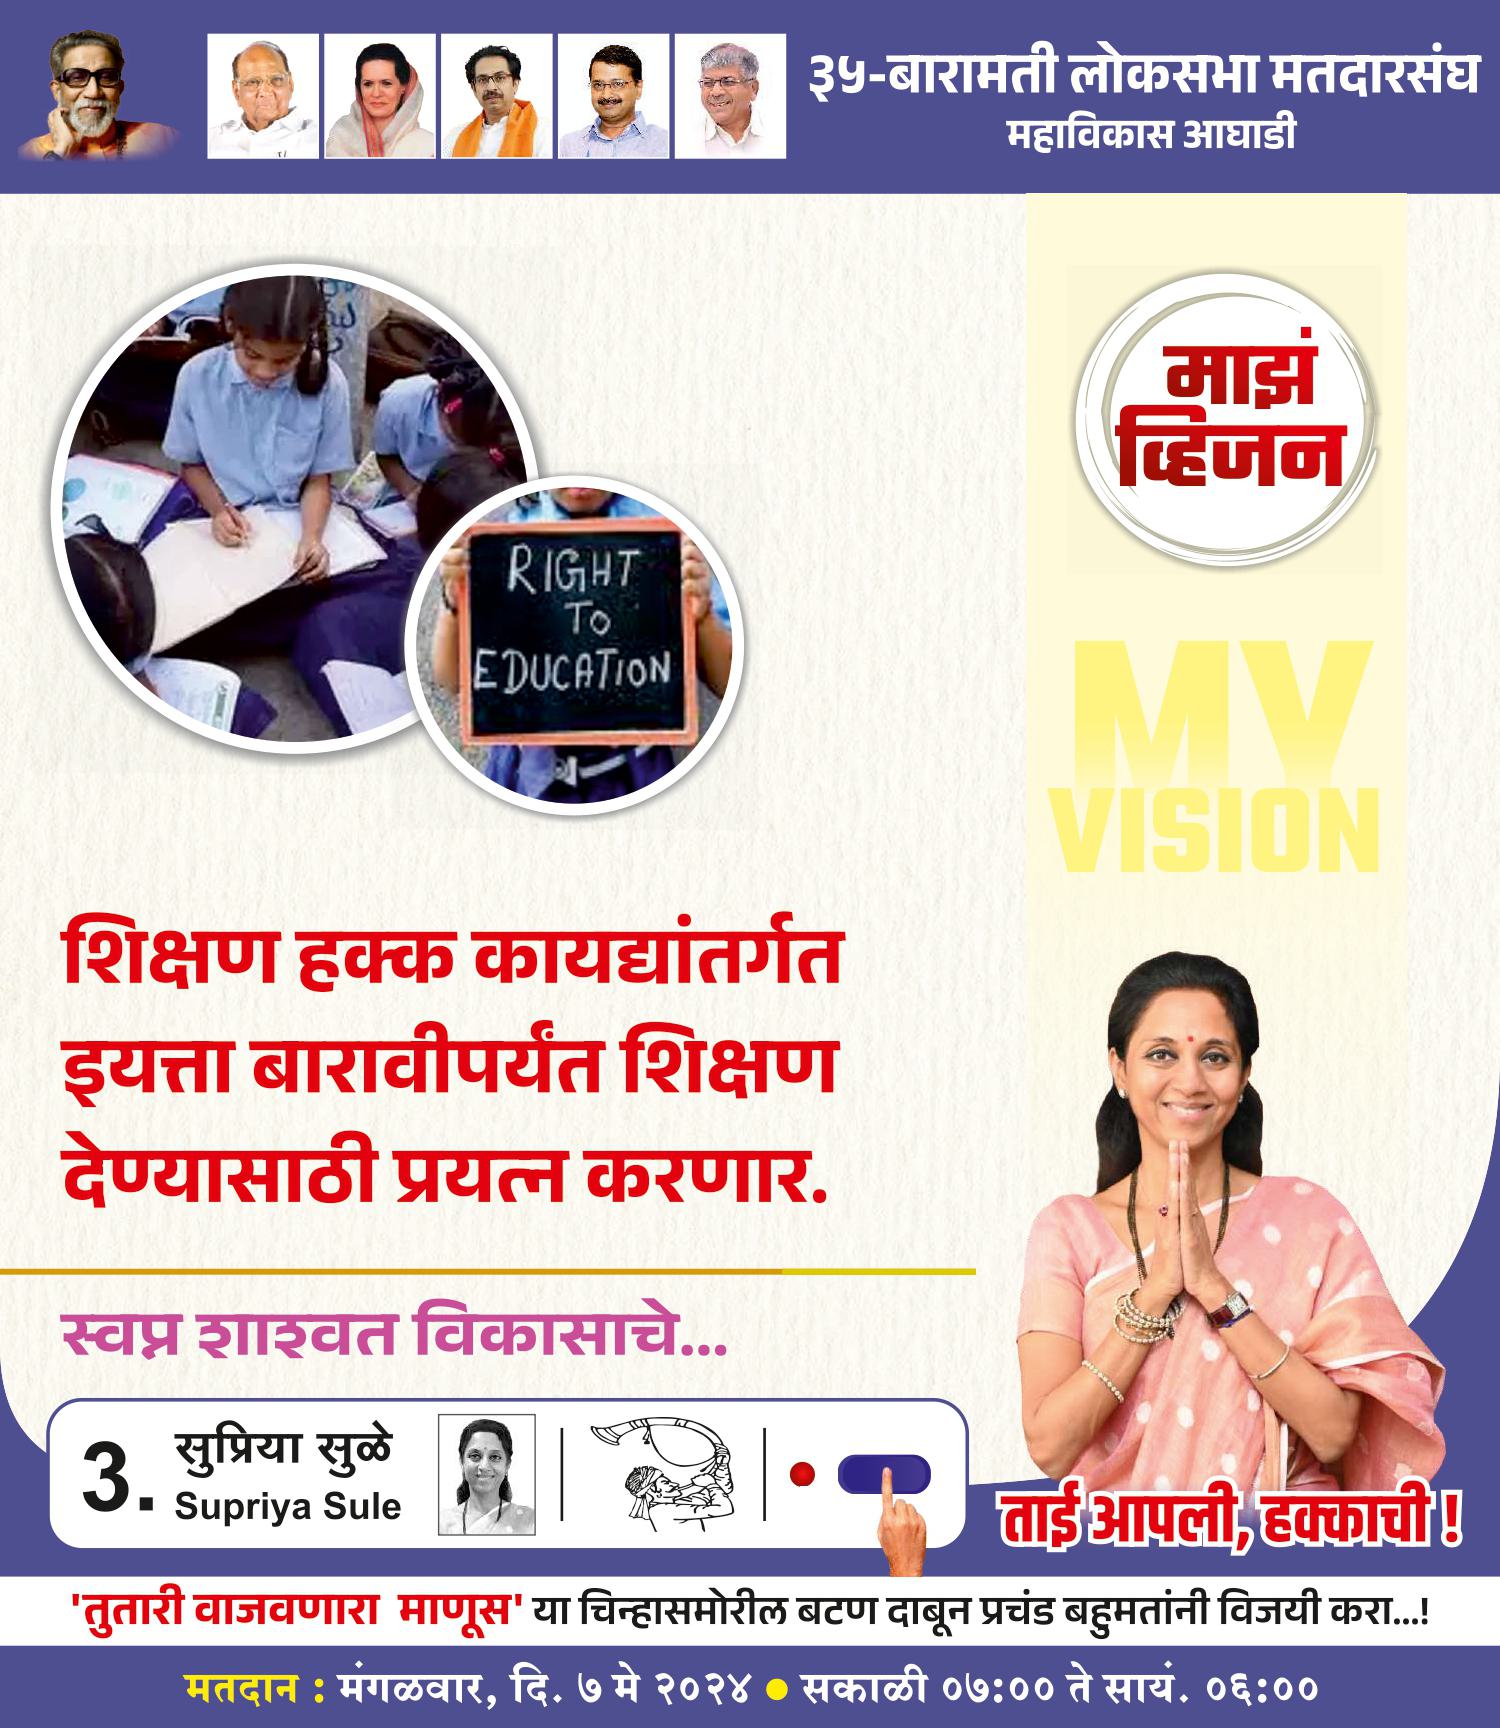 ३५-बारामती लोकसभा मतदारसंघ
महाविकास आघाडी
माझं
व्हिजन
RIGHT
TO
EDUCATION
MY
VISION
शिक्षण हक्क कायद्यांतर्गत
इयत्ता बारावीपर्यंत शिक्षण
देण्यासाठी प्रयत्न करणार.
स्वप्न शाश्वत विकासाचे...
3. सुप्रिया सुळे
Supriya Sule
ताई आपली, हक्काची !
'तुतारी वाजवणारा माणूस' या चिन्हासमोरील बटण दाबून प्रचंड बहुमतांनी विजयी करा...!
मतदान : मंगळवार, दि. ७ मे २०२४ ● सकाळी ०७:०० ते सायं. ०६:००